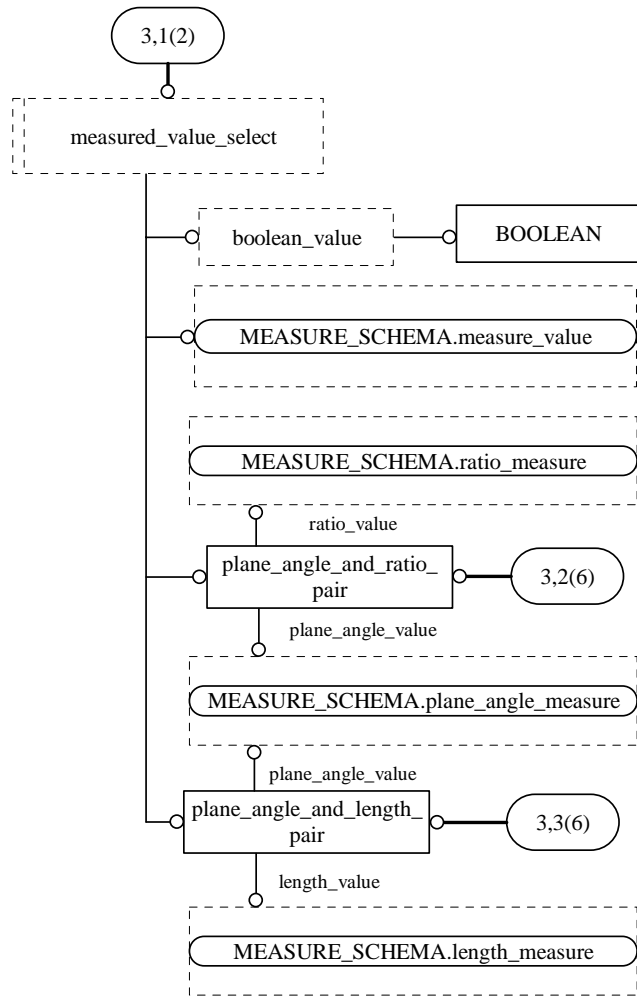 3,1(2)
measured_value_select
boolean_value
BOOLEAN
MEASURE_SCHEMA.measure_value
MEASURE_SCHEMA.ratio_measure
ratio_value
plane_angle_and_ratio_
pair
3,2(6)
plane_angle_value
MEASURE_SCHEMA.plane_angle_measure
plane_angle_value
plane_angle_and_length_
pair
3,3(6)
length_value
MEASURE_SCHEMA.length_measure